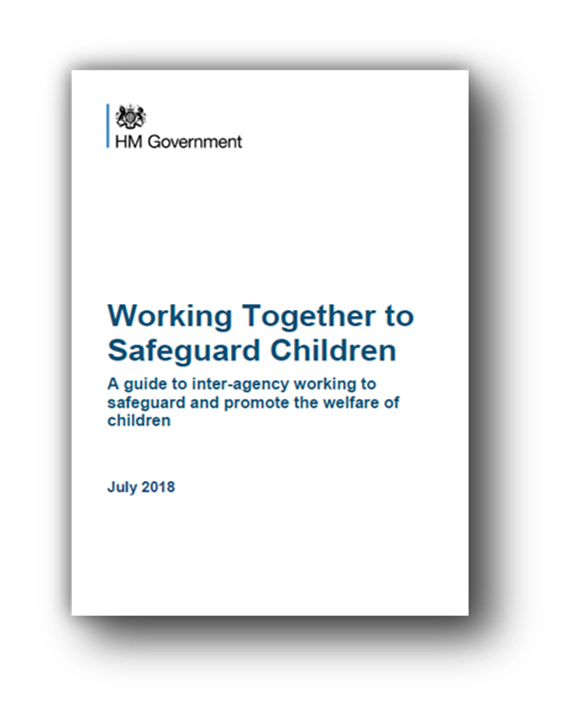 HM Government
Working Together to
Safeguard Children
A guide to inter-agency working to
safeguard and promote the welfare of
children
July 2018